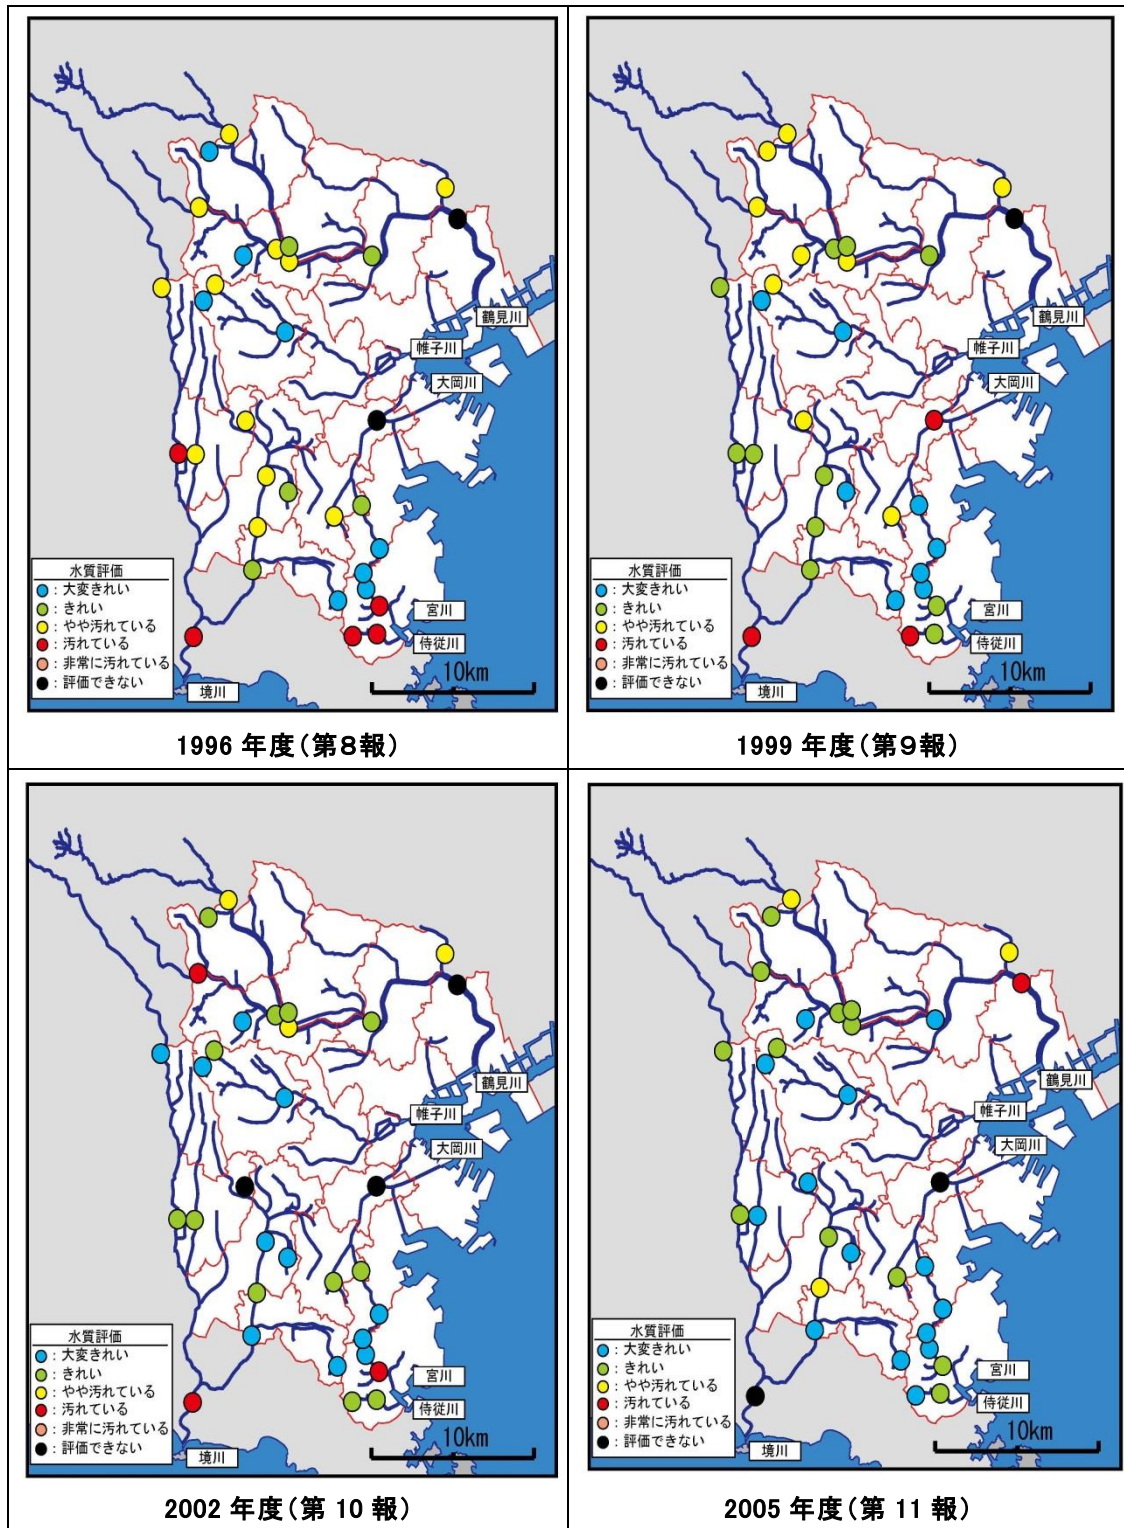 鶴見川
帷子川
大岡川
水質評価
:大変きれい
:きれい
:やや汚れている
:汚れている
:非常に汚れている
:評価できない
宮川
侍従川
10km
境川
1996 年度(第8報)
鶴見川
帷子川
大岡川
水質評価
:大変きれい
:きれい
:やや汚れている
:汚れている
:非常に汚れている
:評価できない
宮川
侍従川
10km
境川
1999 年度(第9報)
鶴見川
帷子川
大岡川
水質評価
:大変きれい
:きれい
:やや汚れている
:汚れている
:非常に汚れている
:評価できない
宮川
侍従川
10km
境川
2002 年度(第 10 報)
鶴見川
帷子川
大岡川
水質評価
:大変きれい
:きれい
:やや汚れている
:汚れている
:非常に汚れている
:評価できない
宮川
侍従川
10km
境川
2005 年度(第 11 報)